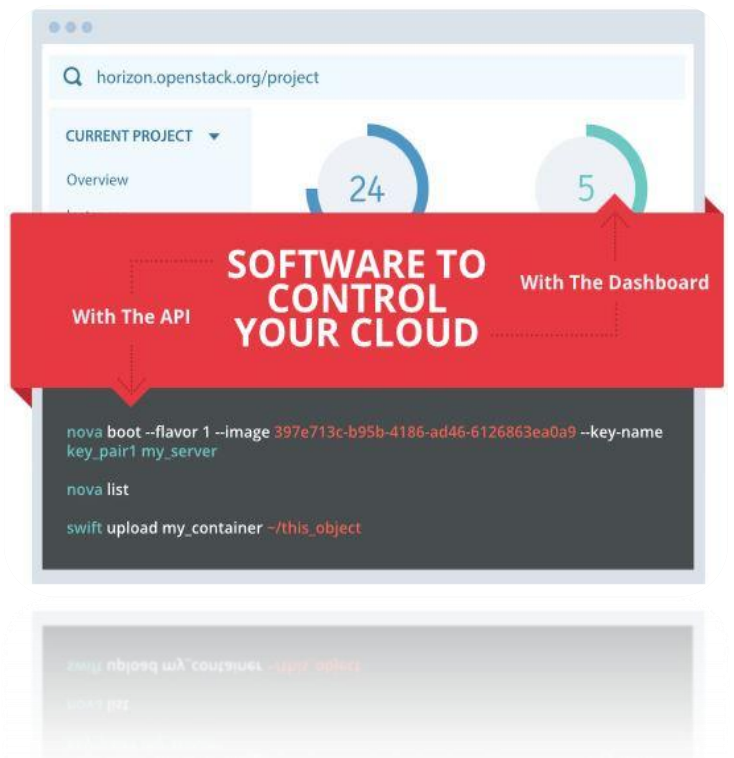 horizon.openstack.org/project
CURRENT PROJECT
Overview
24
5
SOFTWARE TO
CONTROL
YOUR CLOUD
With The API
With The Dashboard
nova boot --flavor 1 --image 397e713c-b95b-4186-ad46-6126863ea0a9 --key-name
key_pair1 my_server
nova list
swift upload my_container ~/this_object